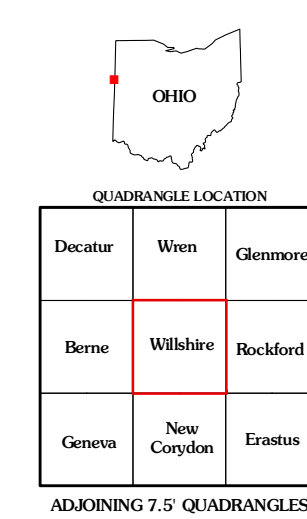 OHIO
QUADRANGLE LOCATION
Decatur
Wren
Glenmore
Berne
Willshire
Rockford
Geneva
New
Corydon
Erastus
ADJOINING 7.5' QUADRANGLES